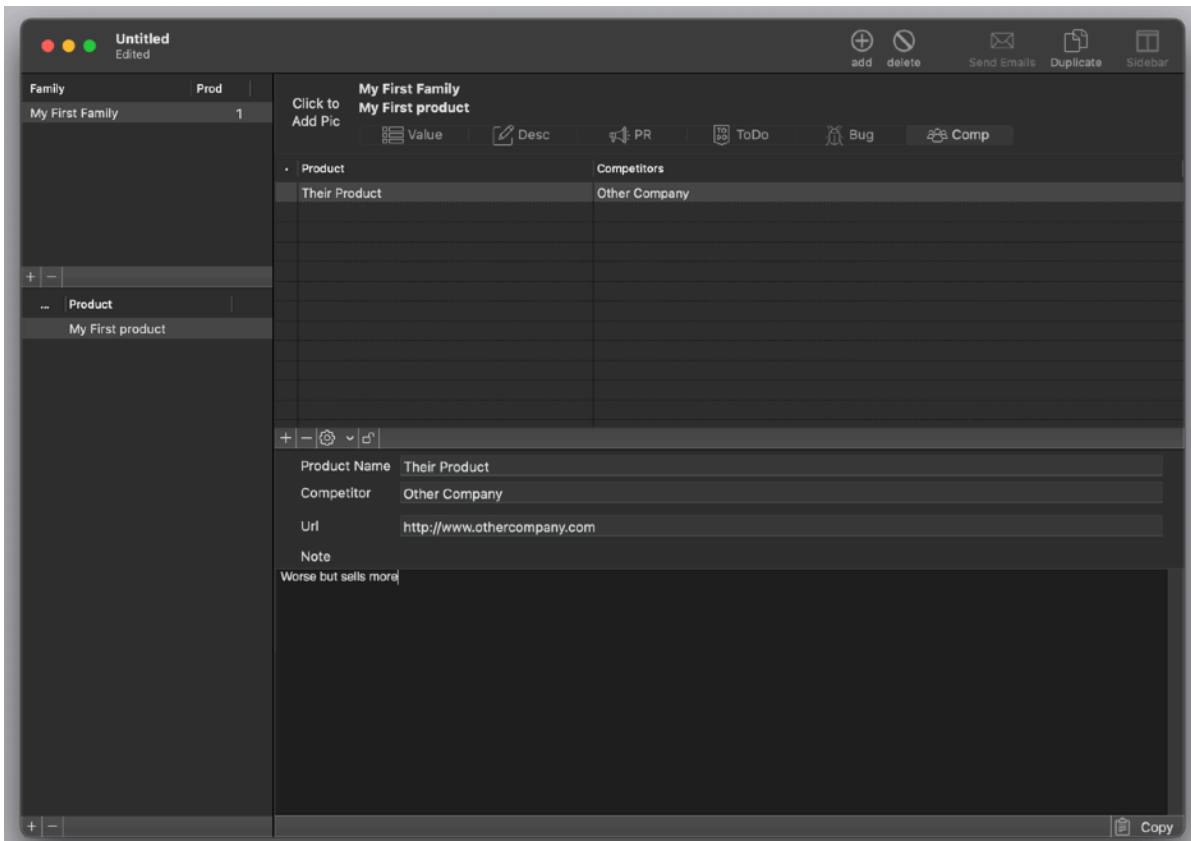 Untitled
Edited
add delete Send Emails Duplicate Sidebar
Family Prod
My First Family 1
Click to
Add Pic
My First Family
My First product
Value Desc PR TO DO ToDo Bug Comp
Product Competitors
Their Product Other Company
... Product
My First product
Product Name Their Product
Competitor Other Company
Url http://www.othercompany.com
Note
Worse but sells more
Copy